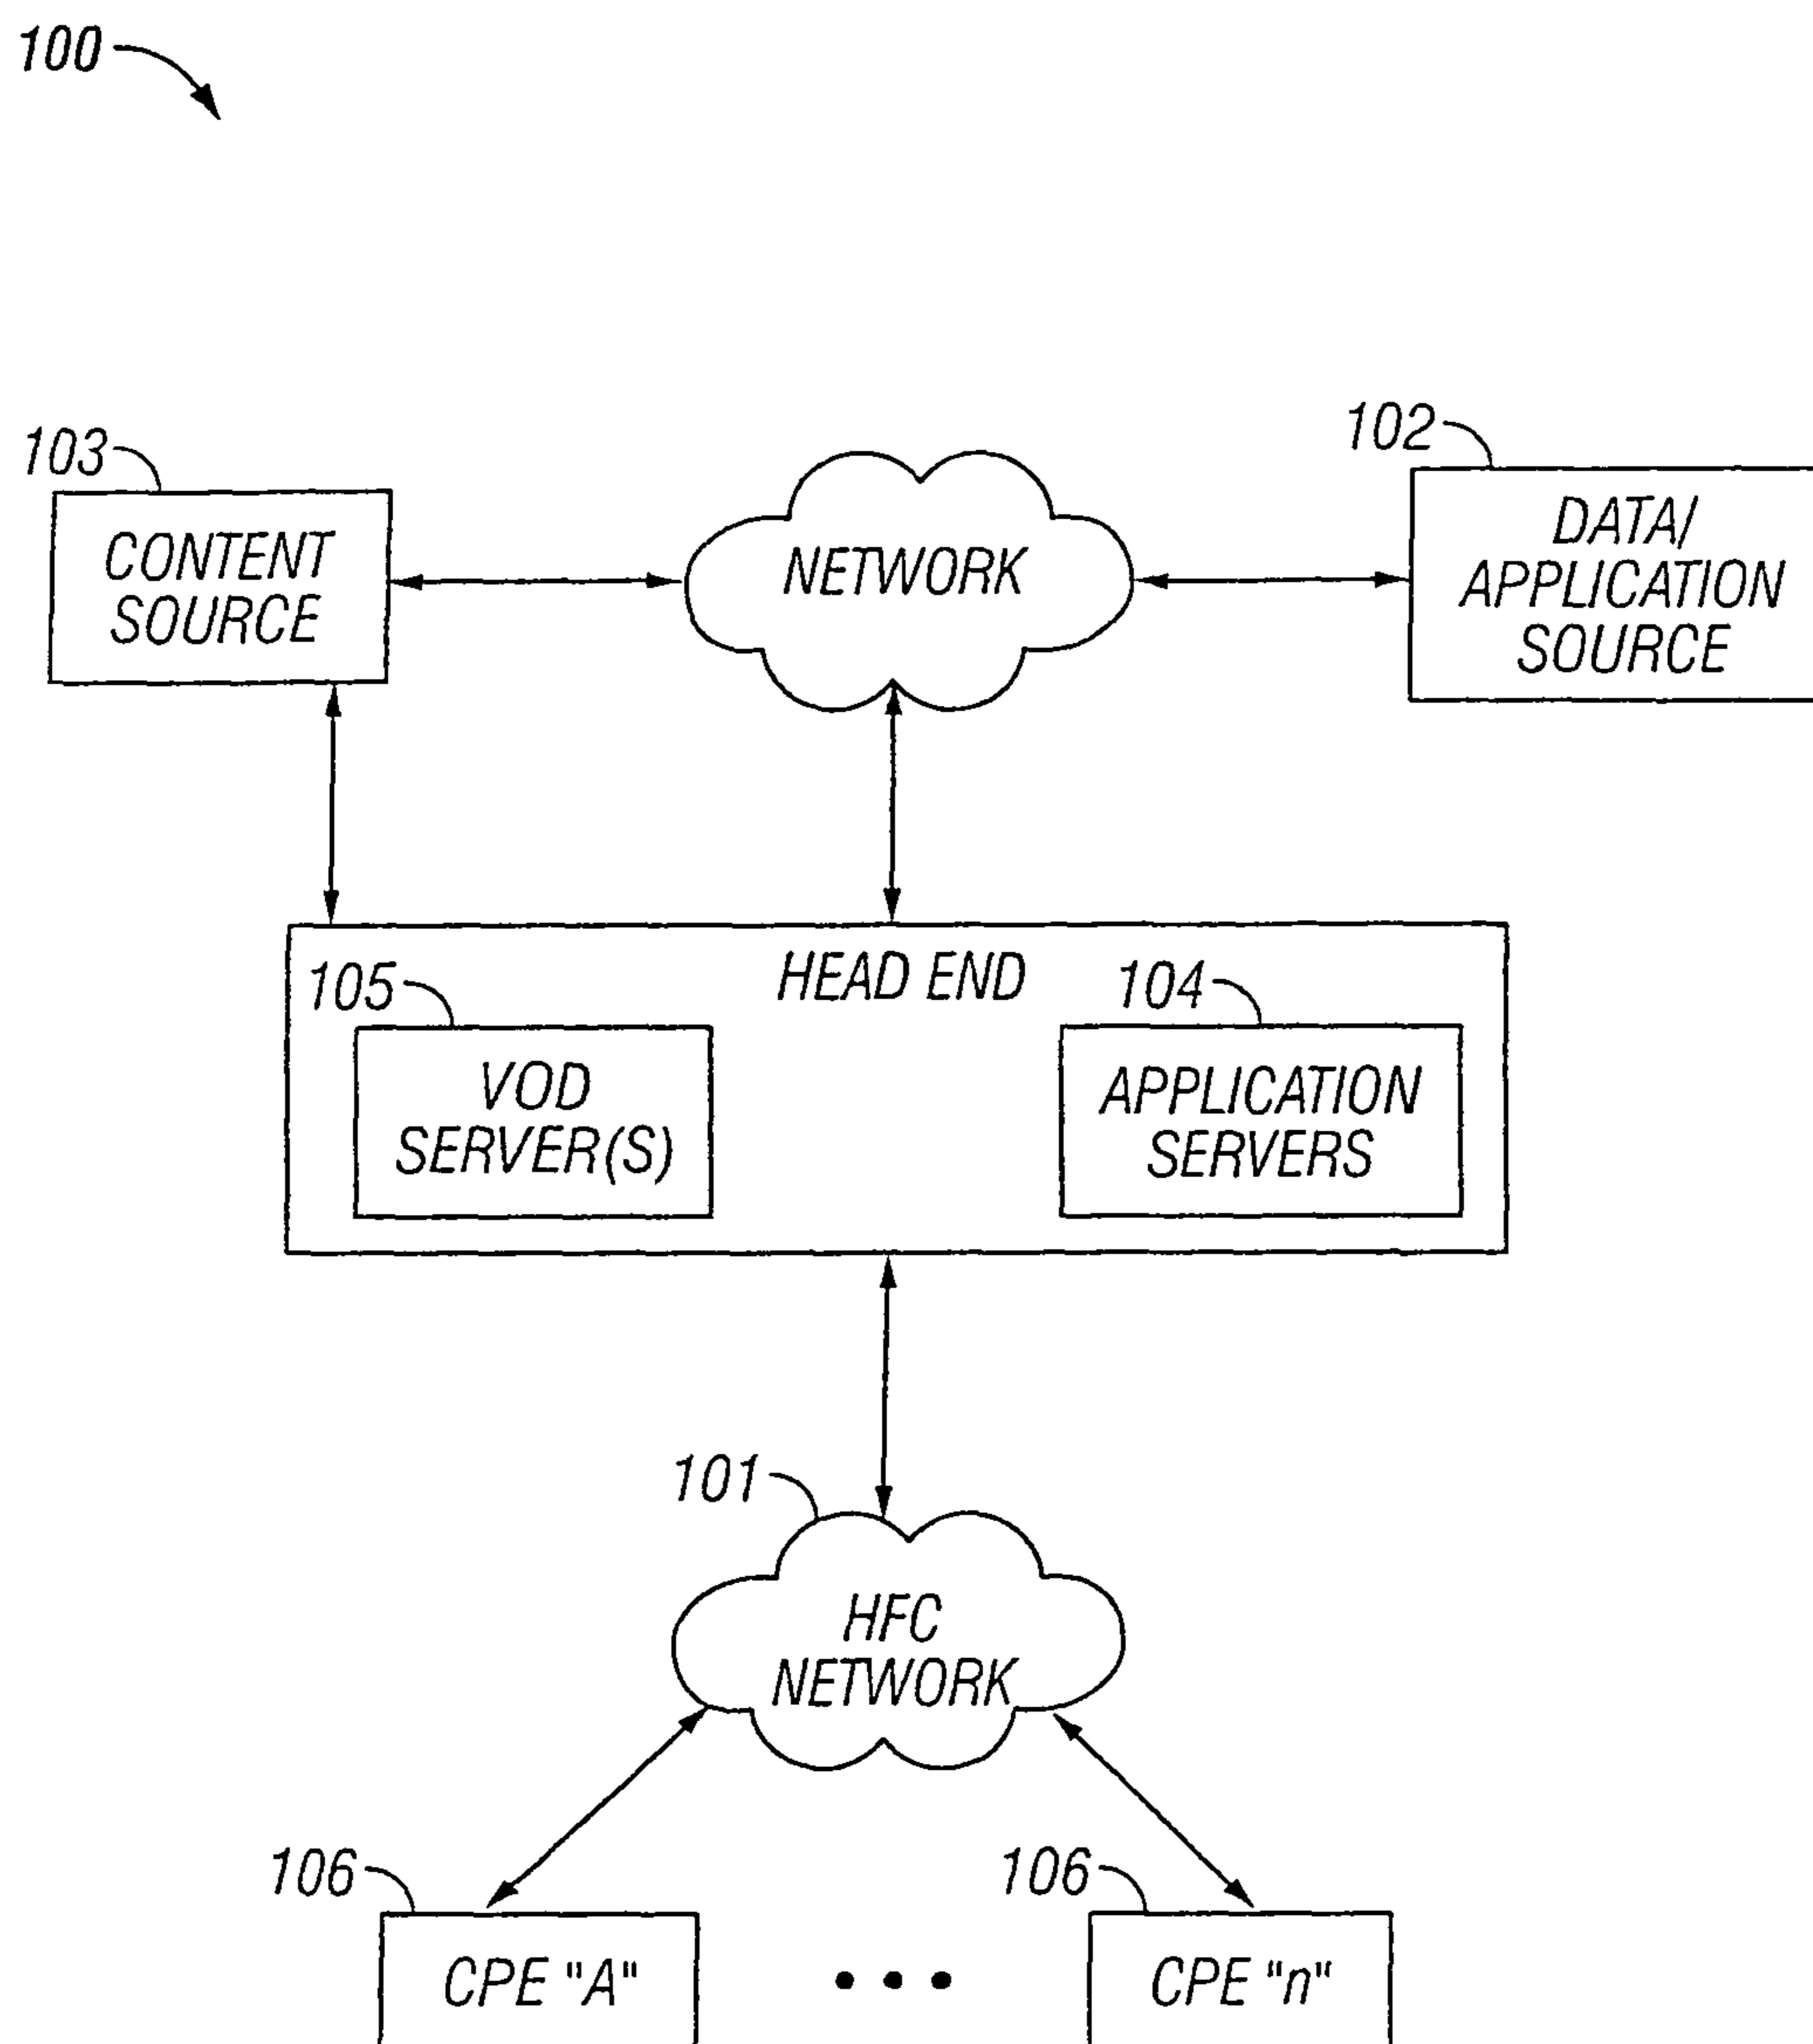 100
103
102
CONTENT
SOURCE
NETWORK
DATA/
APPLICATION
SOURCE
HEAD END
105
104
VOD
SERVER(S)
APPLICATION
SERVERS
101
HFC
NETWORK
106
106
CPE "A"
• • •
CPE "n"